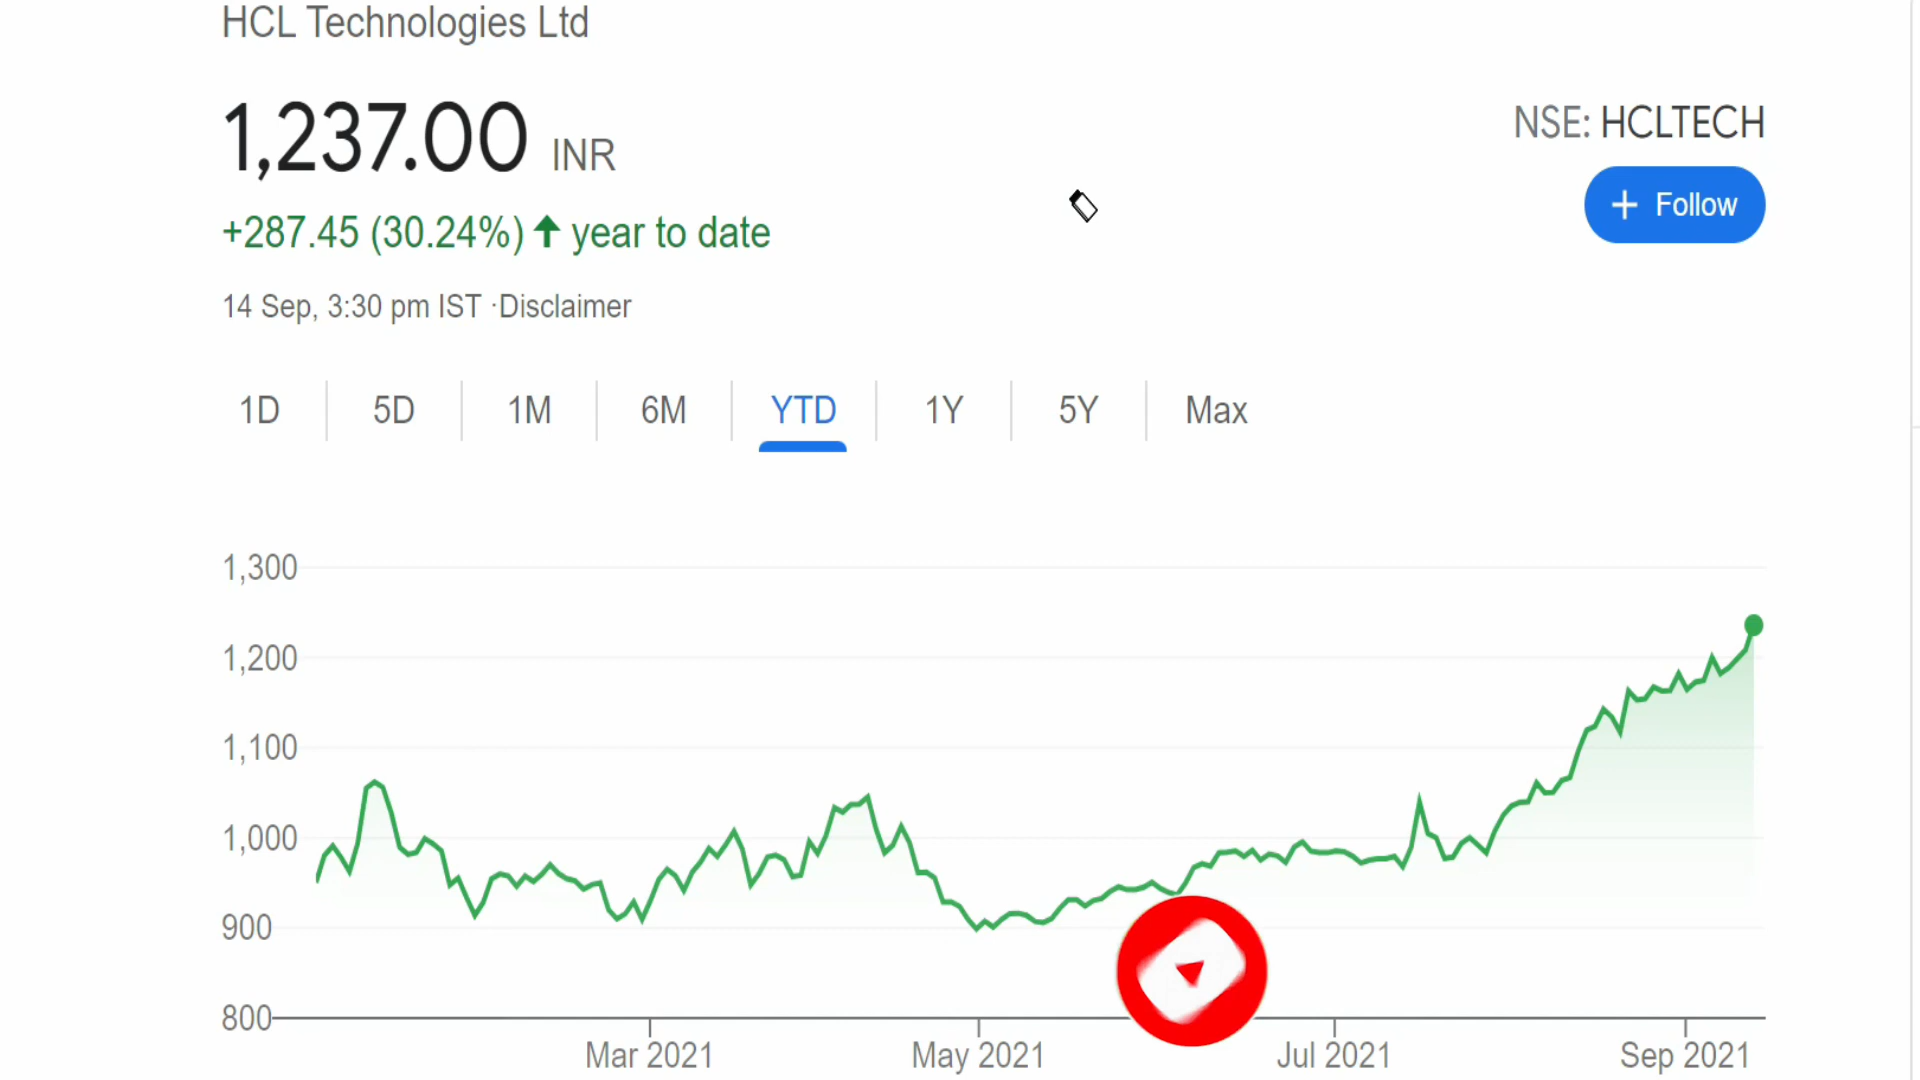 HCL Technologies Ltd
1,237.00 INR
NSE: HCLTECH
+ Follow
+287.45 (30.24%) ↑ year to date
14 Sep, 3:30 pm IST ·Disclaimer
1D 5D 1M 6M YTD 1Y 5Y Max
1,300
1,200
1,100
1,000
900
800
Mar 2021 May 2021 Jul 2021 Sep 2021